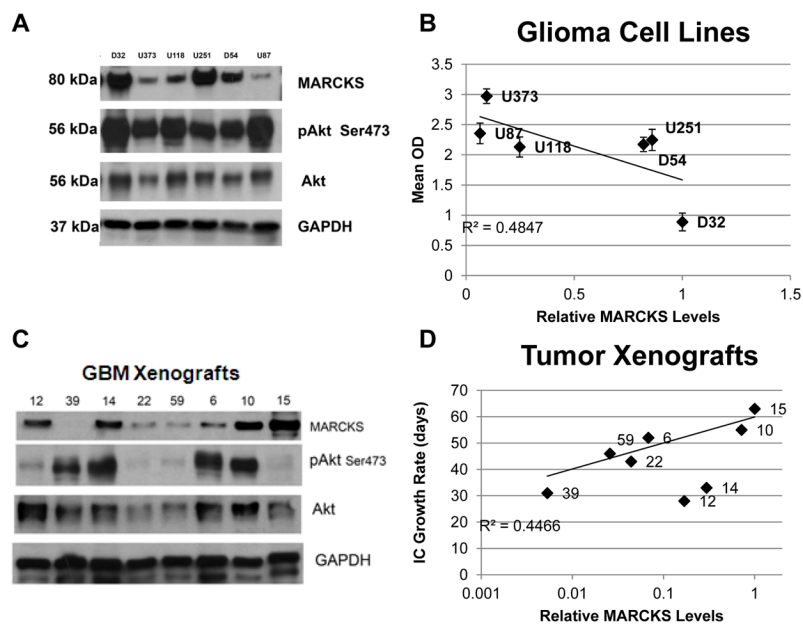 A
D32 U373 U118 U251 D54 U87
80 kDa MARCKS
56 kDa pAkt Ser473
56 kDa Akt
37 kDa GAPDH
B
Glioma Cell Lines
Mean OD
3.5
3
2.5
2
1.5
1
0.5
0
U373
U87
U118
U251
D54
D32
R² = 0.4847
0 0.5 1 1.5
Relative MARCKS Levels
C
GBM Xenografts
12 39 14 22 59 6 10 15
MARCKS
pAkt Ser473
Akt
GAPDH
D
Tumor Xenografts
IC Growth Rate (days)
70
60
50
40
30
20
10
0
15
10
6
59
22
14
39
12
R² = 0.4466
0.001 0.01 0.1 1
Relative MARCKS Levels